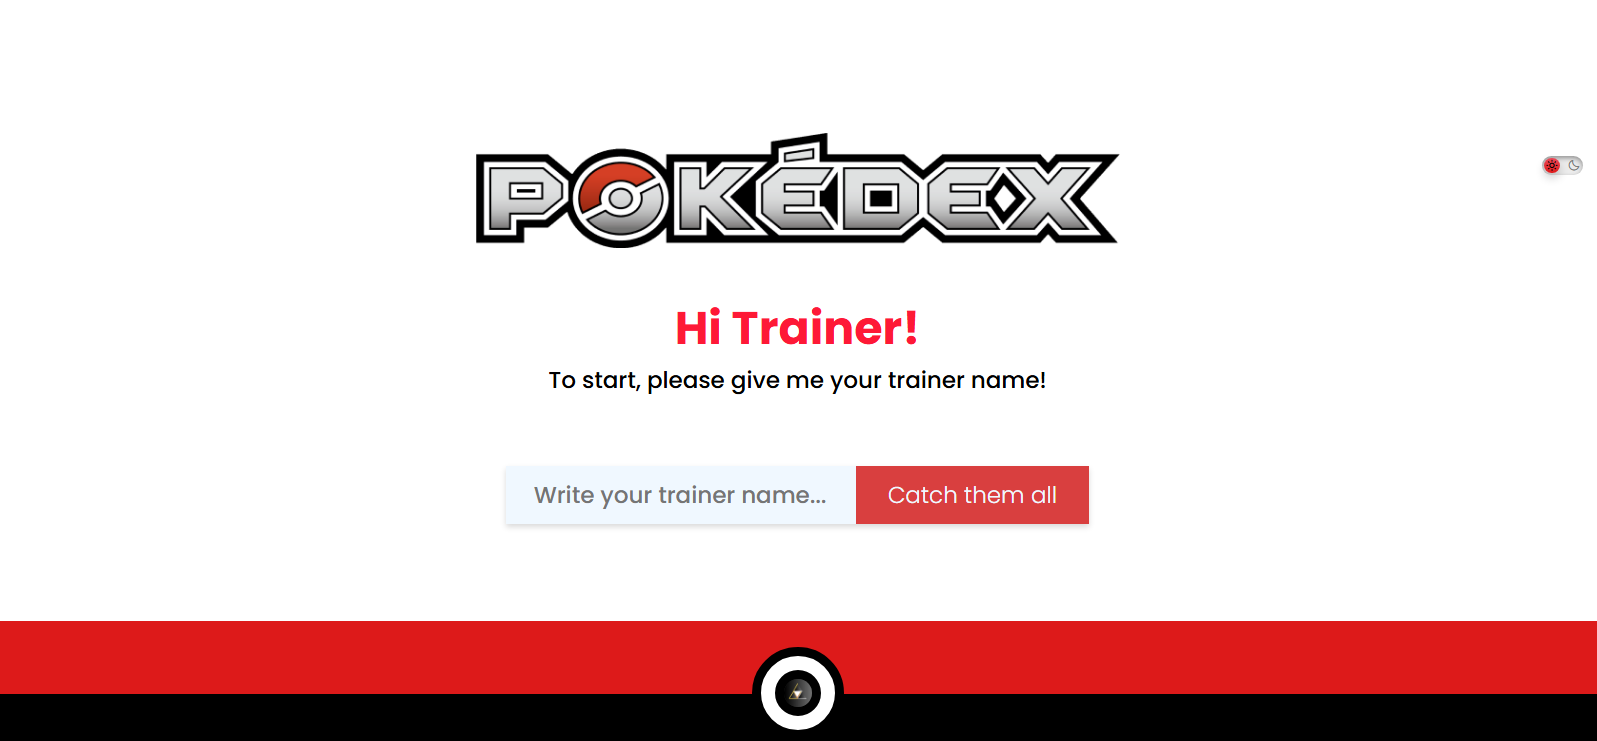 POKÉDEX
Hi Trainer!
To start, please give me your trainer name!
Write your trainer name...
Catch them all